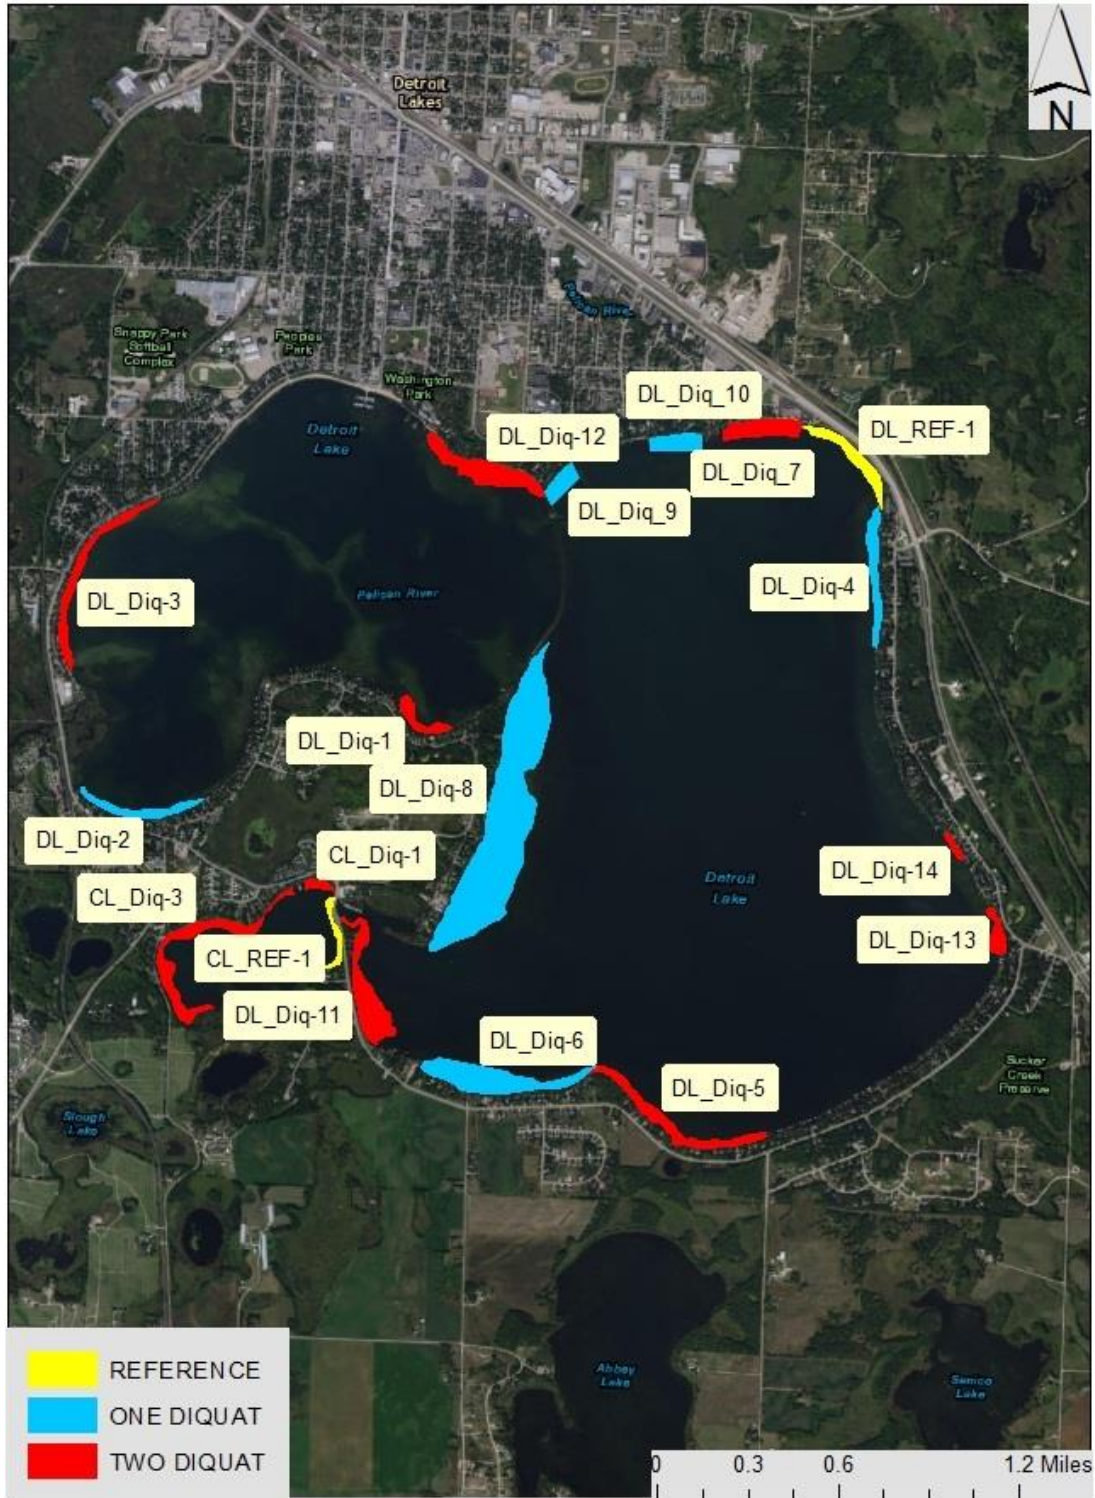 Detroit
Lakes
N
Pelican River
Snappy Park
Softball
Complex
Peoples
Park
Washington
Park
DL_Diq_10
DL_REF-1
Detroit
Lake
DL_Diq-12
DL_Diq_7
DL_Diq_9
DL_Diq-4
DL_Diq-3
Pelican River
DL_Diq-1
DL_Diq-8
DL_Diq-2
CL_Diq-1
DL_Diq-14
Detroit
Lake
CL_Diq-3
DL_Diq-13
CL_REF-1
DL_Diq-11
DL_Diq-6
DL_Diq-5
Sucker
Creek
Preserve
Slough
Lake
Abbey
Lake
Lake
REFERENCE
ONE DIQUAT
TWO DIQUAT
0 0.3 0.6 1.2 Miles